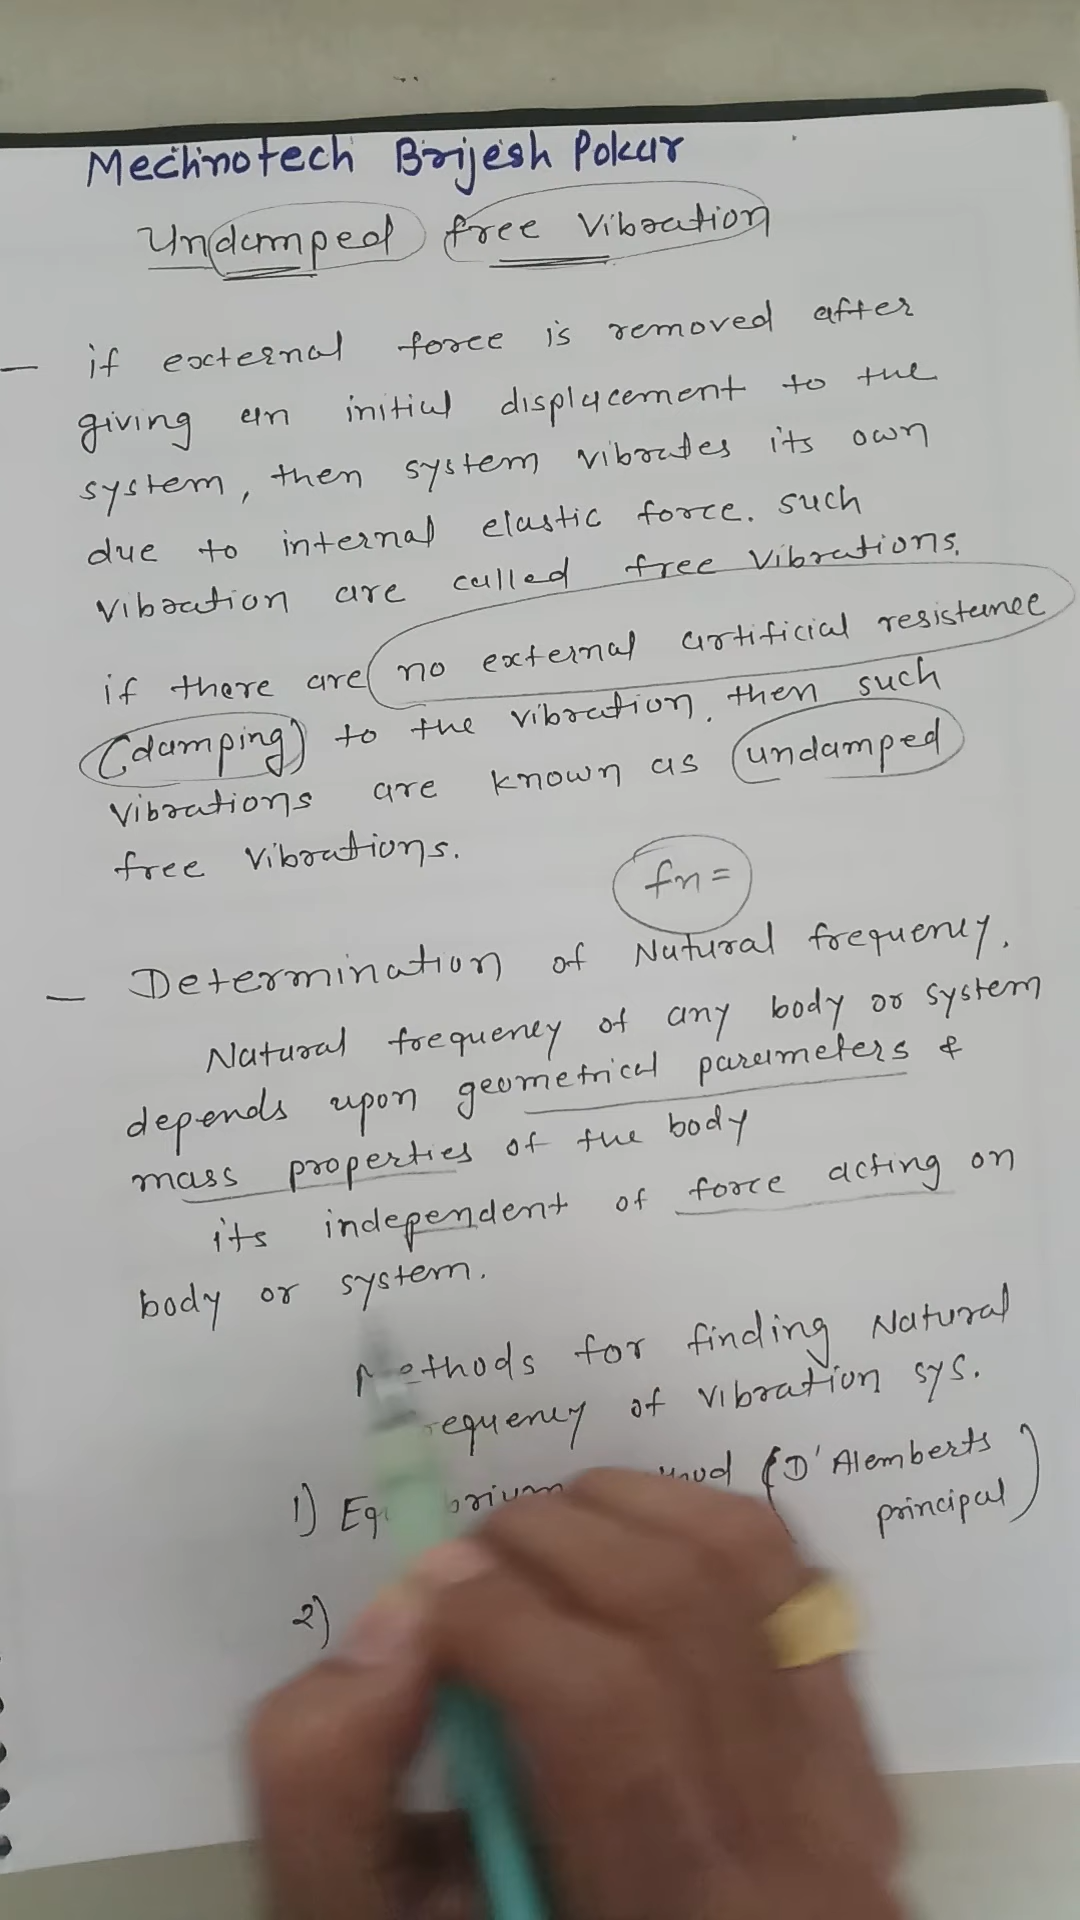 Mechnotech Brijesh Pokar
Undamped free Vibration
– if external force is removed after
giving an initial displacement to the
system, then system vibrates its own
due to internal elastic force. such
vibration are called free vibrations.
if there are no external artificial resistance
(damping) to the vibration, then such
vibrations are known as undamped
free vibrations.
fn =
– Determination of Natural frequency.
Natural frequency of any body or system
depends upon geometrical parameters &
mass properties of the body
its independent of force acting on
body or system.
Methods for finding Natural
of vibration sys.
1) (D'Alemberts
principal)
2)